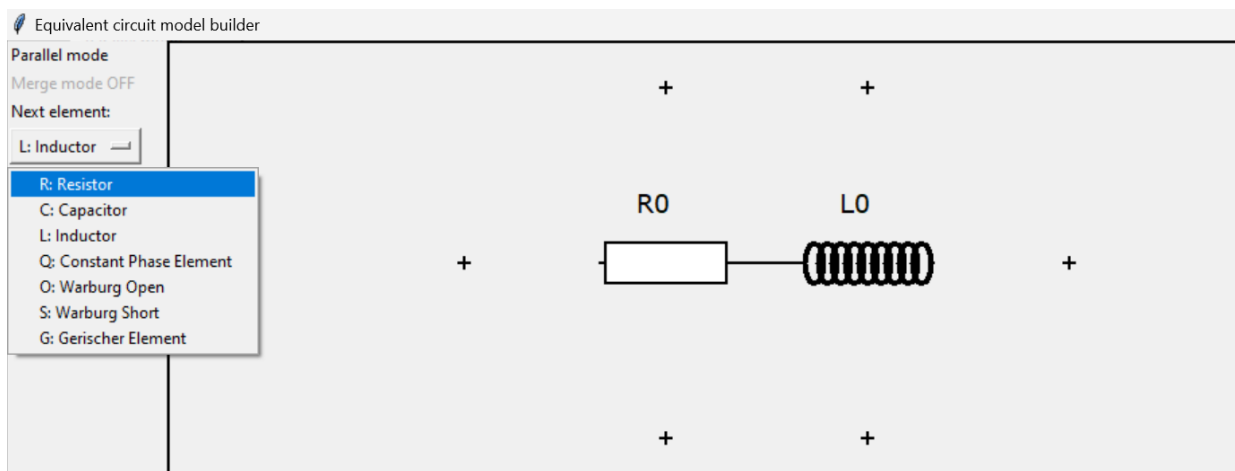 Equivalent circuit model builder
Parallel mode
Merge mode OFF
Next element:
L: Inductor
R: Resistor
C: Capacitor
L: Inductor
Q: Constant Phase Element
O: Warburg Open
S: Warburg Short
G: Gerischer Element
+ +
R0 L0
+ +
+ +